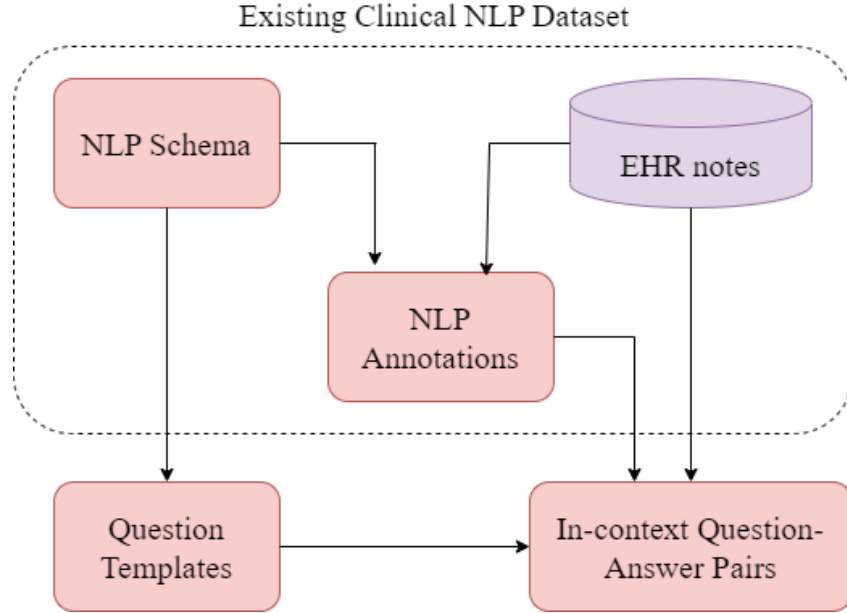 Existing Clinical NLP Dataset
NLP Schema
EHR notes
NLP
Annotations
Question
Templates
In-context Question-
Answer Pairs